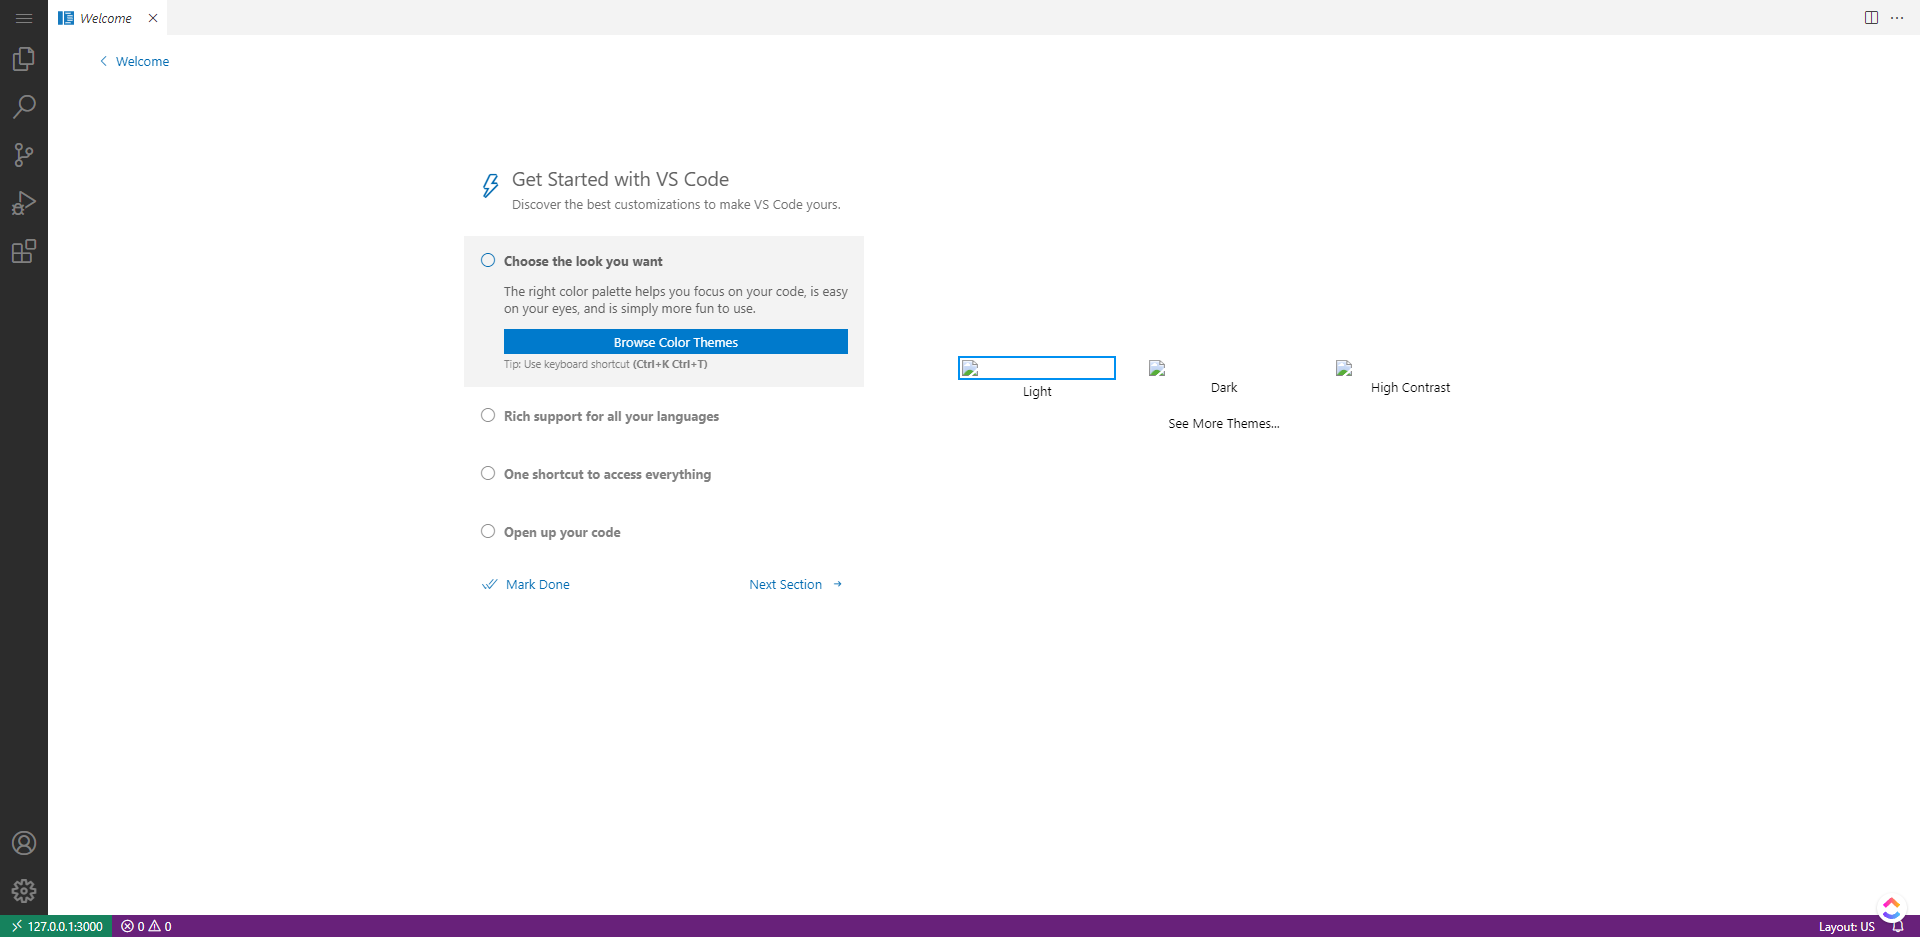 Welcome
Welcome
Get Started with VS Code
Discover the best customizations to make VS Code yours.
Choose the look you want
The right color palette helps you focus on your code, is easy
on your eyes, and is simply more fun to use.
Browse Color Themes
Tip: Use keyboard shortcut (Ctrl+K Ctrl+T)
Rich support for all your languages
One shortcut to access everything
Open up your code
Mark Done
Next Section
Light
Dark
High Contrast
See More Themes...
127.0.0.1:3000
0 0
Layout: US